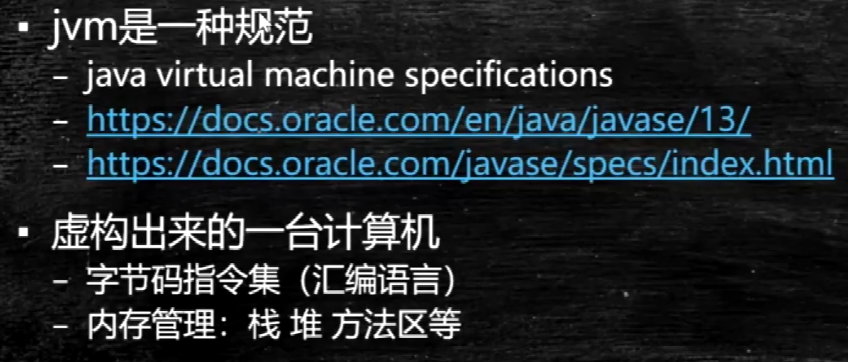 ▪ jvm是一种规范
– java virtual machine specifications
– https://docs.oracle.com/en/java/javase/13/
– https://docs.oracle.com/javase/specs/index.html
▪ 虚构出来的一台计算机
– 字节码指令集（汇编语言）
– 内存管理：栈 堆 方法区等